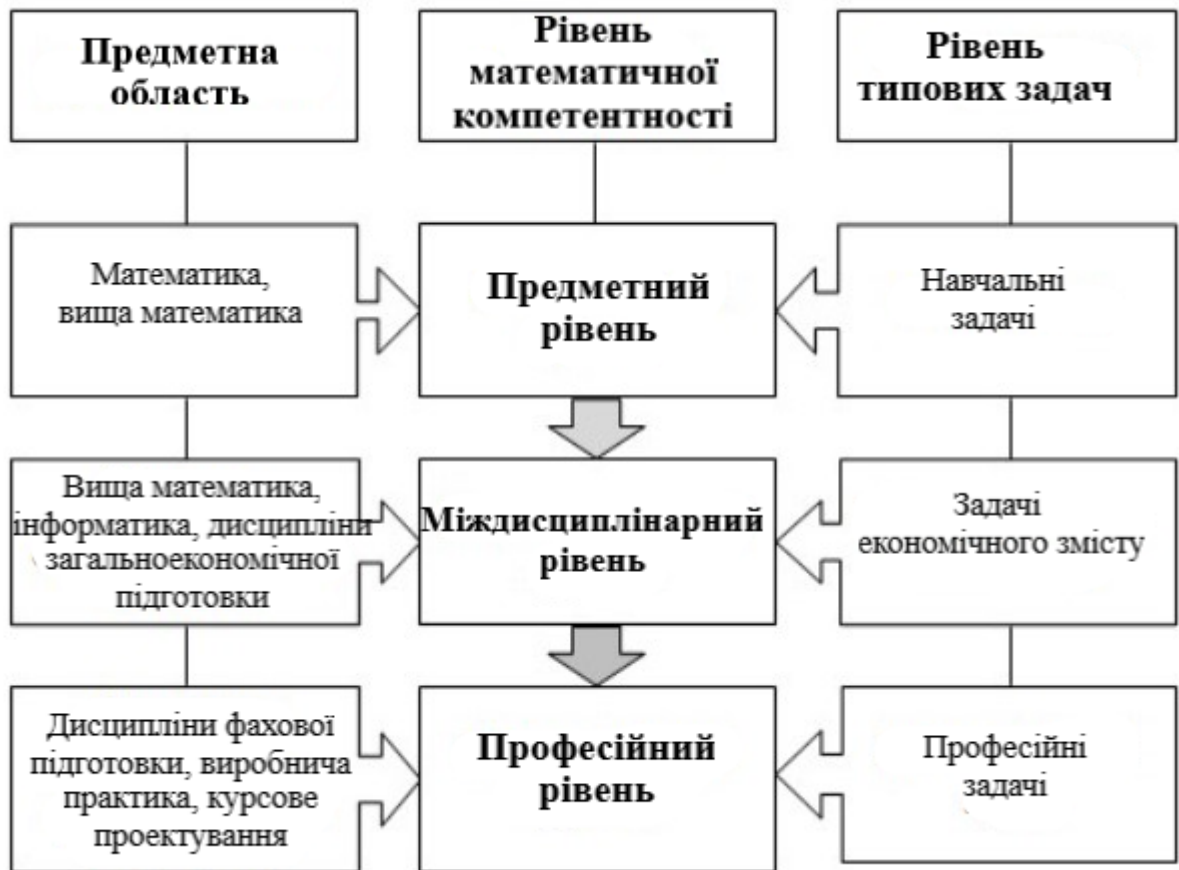 Предметна
область
Рівень
математичної
компетентності
Рівень
типових задач
Математика,
вища математика
Предметний
рівень
Навчальні
задачі
Вища математика,
інформатика, дисципліни
загальноекономічної
підготовки
Міждисциплінарний
рівень
Задачі
економічного змісту
Дисципліни фахової
підготовки, виробнича
практика, курсове
проектування
Професійний
рівень
Професійні
задачі